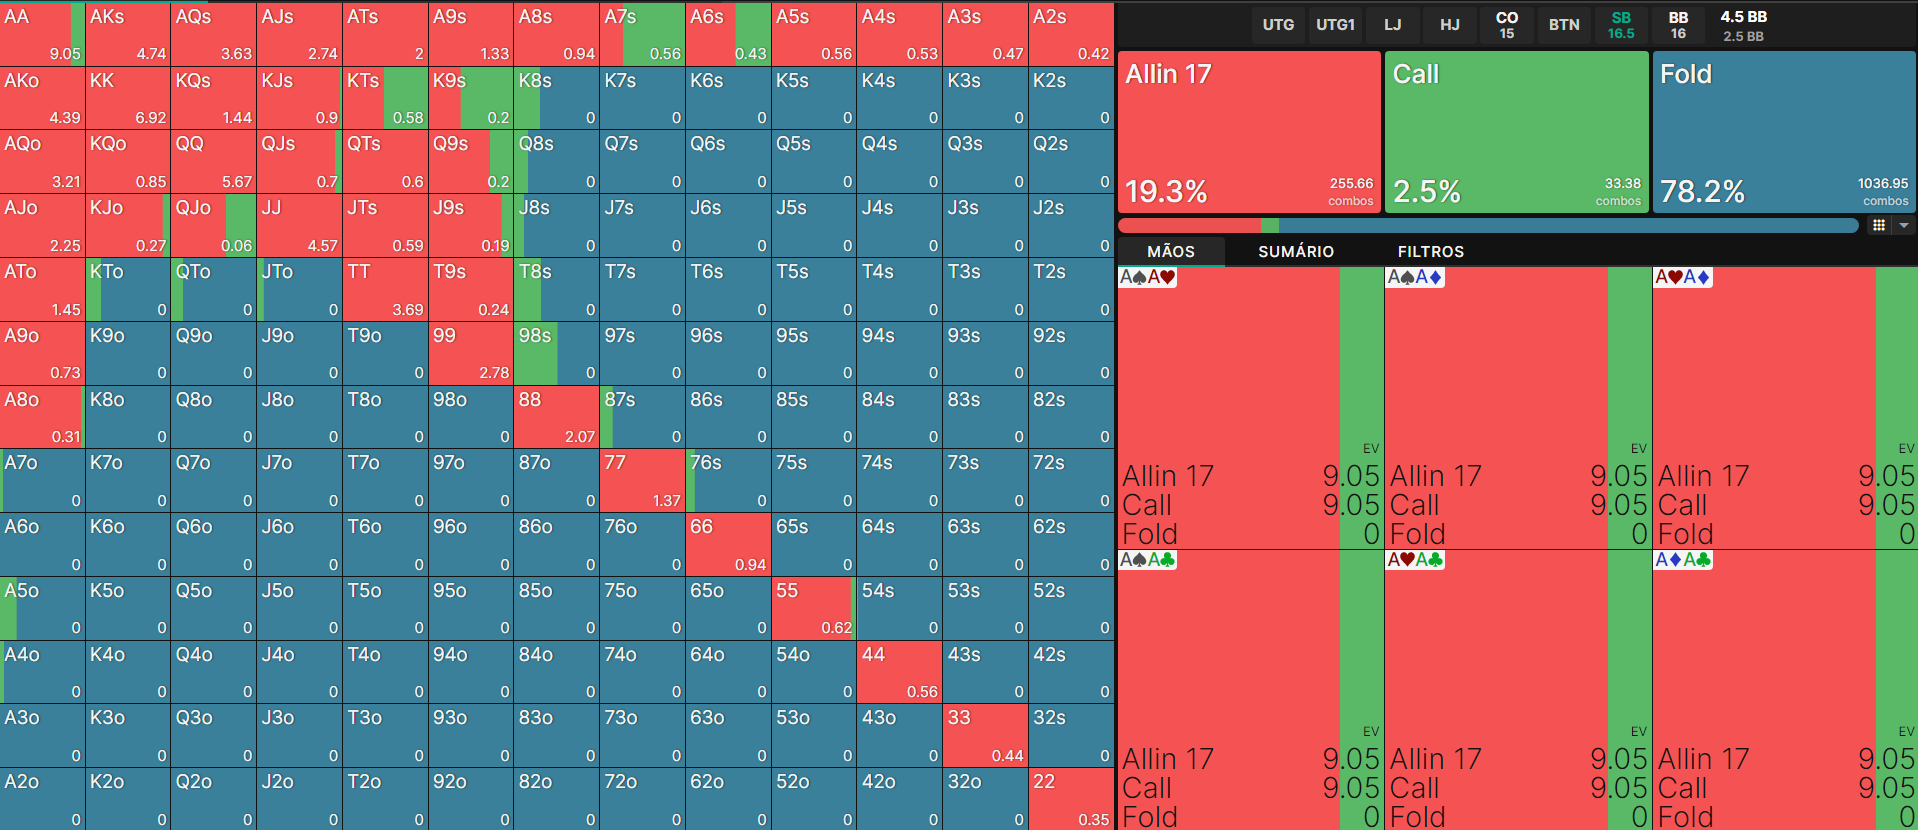 AA AKs AQs AJs ATs A9s A8s A7s A6s A5s A4s A3s A2s
9.05 4.74 3.63 2.74 2 1.33 0.94 0.56 0.43 0.56 0.53 0.47 0.42
AKo KK KQs KJs KTs K9s K8s K7s K6s K5s K4s K3s K2s
4.39 6.92 1.44 0.9 0.58 0.2 0 0 0 0 0 0 0
AQo KQo QQ QJs QTs Q9s Q8s Q7s Q6s Q5s Q4s Q3s Q2s
3.21 0.85 5.67 0.7 0.6 0.2 0 0 0 0 0 0 0
AJo KJo QJo JJ JTs J9s J8s J7s J6s J5s J4s J3s J2s
2.25 0.27 0.06 4.57 0.59 0.19 0 0 0 0 0 0 0
ATo KTo QTo JTo TT T9s T8s T7s T6s T5s T4s T3s T2s
1.45 0 0 0 3.69 0.24 0 0 0 0 0 0 0
A9o K9o Q9o J9o T9o 99 98s 97s 96s 95s 94s 93s 92s
0.73 0 0 0 0 2.78 0 0 0 0 0 0 0
A8o K8o Q8o J8o T8o 98o 88 87s 86s 85s 84s 83s 82s
0.31 0 0 0 0 0 2.07 0 0 0 0 0 0
A7o K7o Q7o J7o T7o 97o 87o 77 76s 75s 74s 73s 72s
0 0 0 0 0 0 0 1.37 0 0 0 0 0
A6o K6o Q6o J6o T6o 96o 86o 76o 66 65s 64s 63s 62s
0 0 0 0 0 0 0 0 0.94 0 0 0 0
A5o K5o Q5o J5o T5o 95o 85o 75o 65o 55 54s 53s 52s
0 0 0 0 0 0 0 0 0 0.62 0 0 0
A4o K4o Q4o J4o T4o 94o 84o 74o 64o 54o 44 43s 42s
0 0 0 0 0 0 0 0 0 0 0.56 0 0
A3o K3o Q3o J3o T3o 93o 83o 73o 63o 53o 43o 33 32s
0 0 0 0 0 0 0 0 0 0 0 0.44 0
A2o K2o Q2o J2o T2o 92o 82o 72o 62o 52o 42o 32o 22
0 0 0 0 0 0 0 0 0 0 0 0 0.35
UTG UTG1 LJ HJ CO BTN SB BB 4.5 BB
15 16.5 16 2.5 BB
Allin 17 Call Fold
19.3% 255.66 combos 2.5% 33.38 combos 78.2% 1036.95 combos
MÃOS SUMÁRIO FILTROS
A♠A♥ A♠A♦ A♥A♦
EV EV EV
Allin 17 9.05 Allin 17 9.05 Allin 17 9.05
Call 9.05 Call 9.05 Call 9.05
Fold 0 Fold 0 Fold 0
A♠A♣ A♥A♣ A♦A♣
EV EV EV
Allin 17 9.05 Allin 17 9.05 Allin 17 9.05
Call 9.05 Call 9.05 Call 9.05
Fold 0 Fold 0 Fold 0